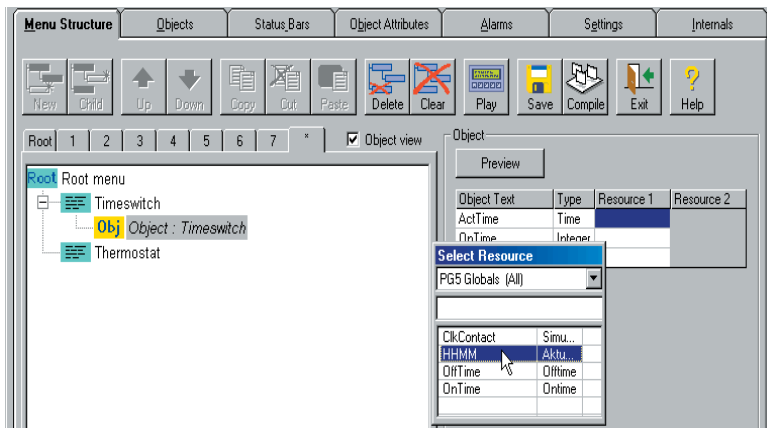 Menu Structure Objects Status Bars Object Attributes Alarms Settings Internals
New Child Up Down Copy Cut Paste Delete Clear Play Save Compile Exit Help
Root 1 2 3 4 5 6 7 * Object view
Object
Preview
Root Root menu
Timeswitch
Obj Object : Timeswitch
Thermostat
Object Text Type Resource 1 Resource 2
ActTime Time
OnTime Integer
Select Resource
PG5 Globals (All)
ClkContact Simu...
HHMM Aktu...
OffTime Offtime
OnTime Ontime